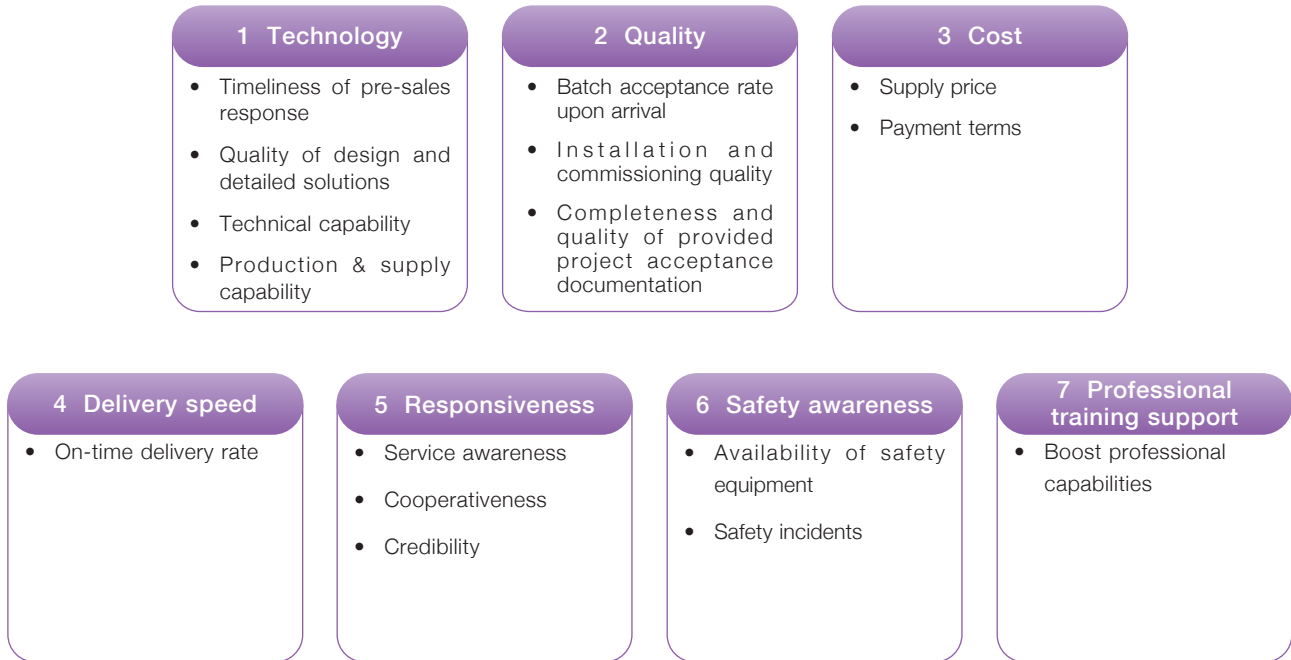 1 Technology
• Timeliness of pre-sales
response
• Quality of design and
detailed solutions
• Technical capability
• Production & supply
capability
2 Quality
• Batch acceptance rate
upon arrival
• Installation and
commissioning quality
• Completeness and
quality of provided
project acceptance
documentation
3 Cost
• Supply price
• Payment terms
4 Delivery speed
• On-time delivery rate
5 Responsiveness
• Service awareness
• Cooperativeness
• Credibility
6 Safety awareness
• Availability of safety
equipment
• Safety incidents
7 Professional
training support
• Boost professional
capabilities